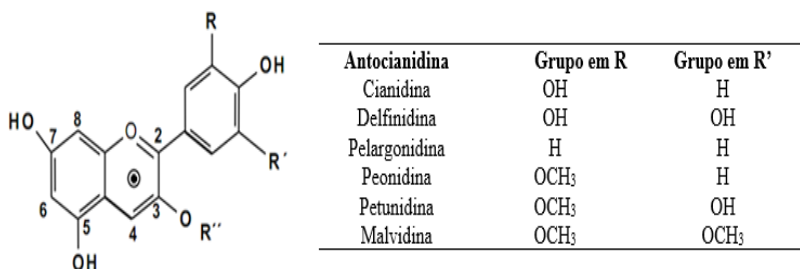 R
OH
HO
8
O
7
2
R'
6
3
5
4
O
R''
OH
Antocianidina Grupo em R Grupo em R’
Cianidina OH H
Delfinidina OH OH
Pelargonidina H H
Peonidina OCH₃ H
Petunidina OCH₃ OH
Malvidina OCH₃ OCH₃